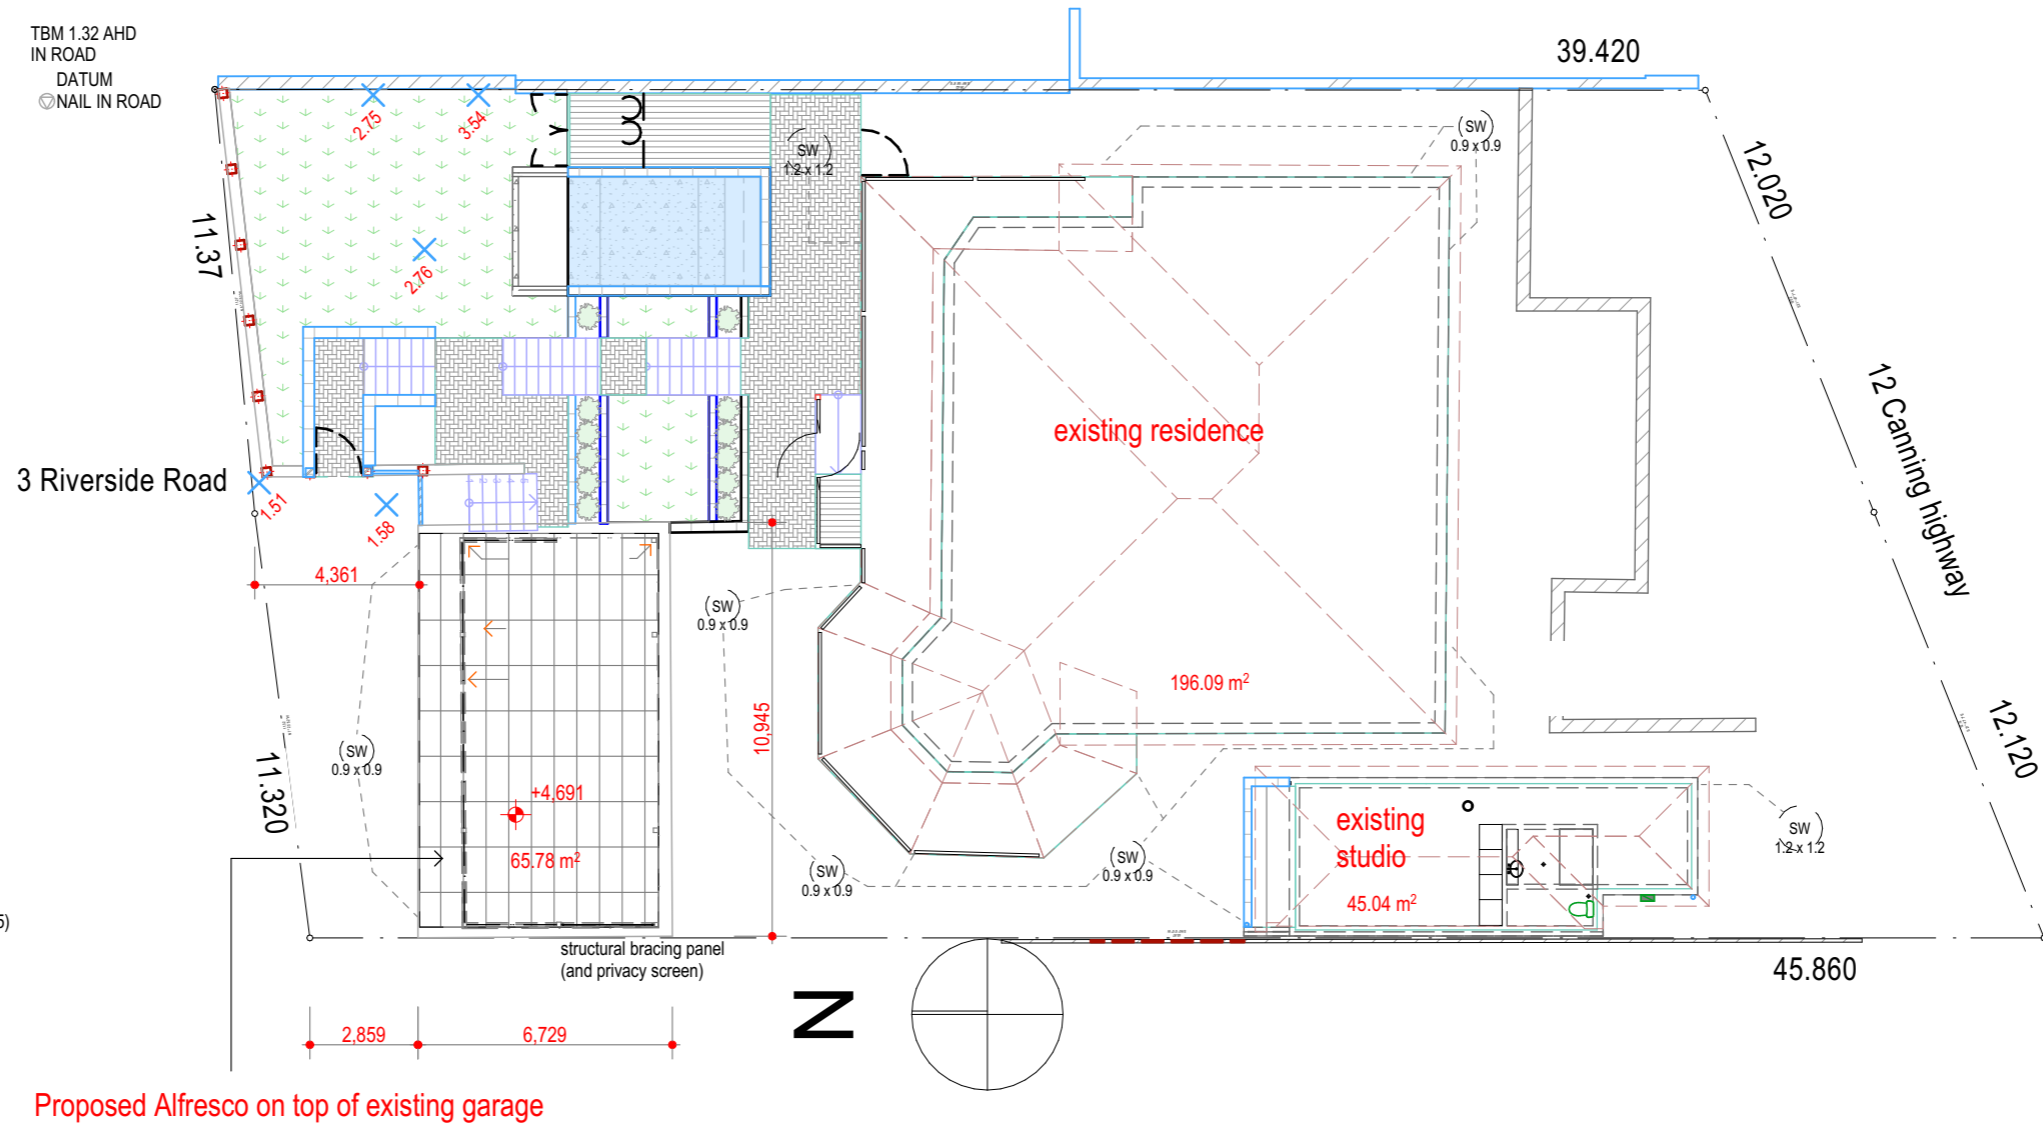 TBM 1.32 AHD
IN ROAD
DATUM
NAIL IN ROAD
39.420
2.75
3.54
(SW)
1.2 x 1.2
(SW)
0.9 x 0.9
12.020
11.37
2.76
existing residence
12 Canning highway
3 Riverside Road
1.51
1.58
4,361
(SW)
0.9 x 0.9
196.09 m²
10,945
12.120
(SW)
0.9 x 0.9
11.320
+4,691
65.78 m²
existing
studio
45.04 m²
(SW)
1.2 x 1.2
(SW)
0.9 x 0.9
(SW)
0.9 x 0.9
5)
structural bracing panel
(and privacy screen)
45.860
N
2,859
6,729
Proposed Alfresco on top of existing garage